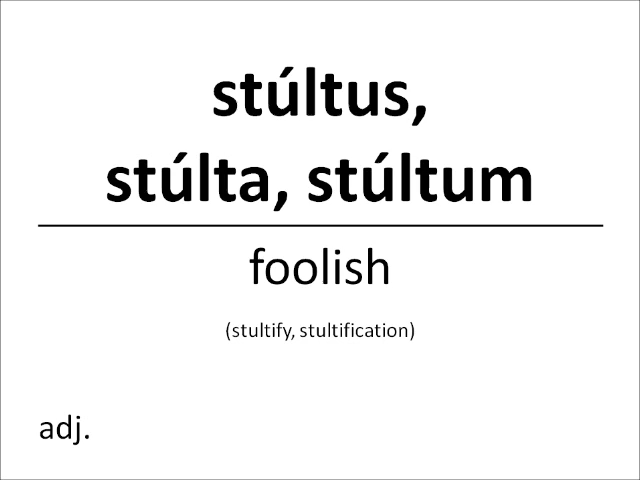 stúltus,
stúlta, stúltum
foolish
(stultify, stultification)
adj.